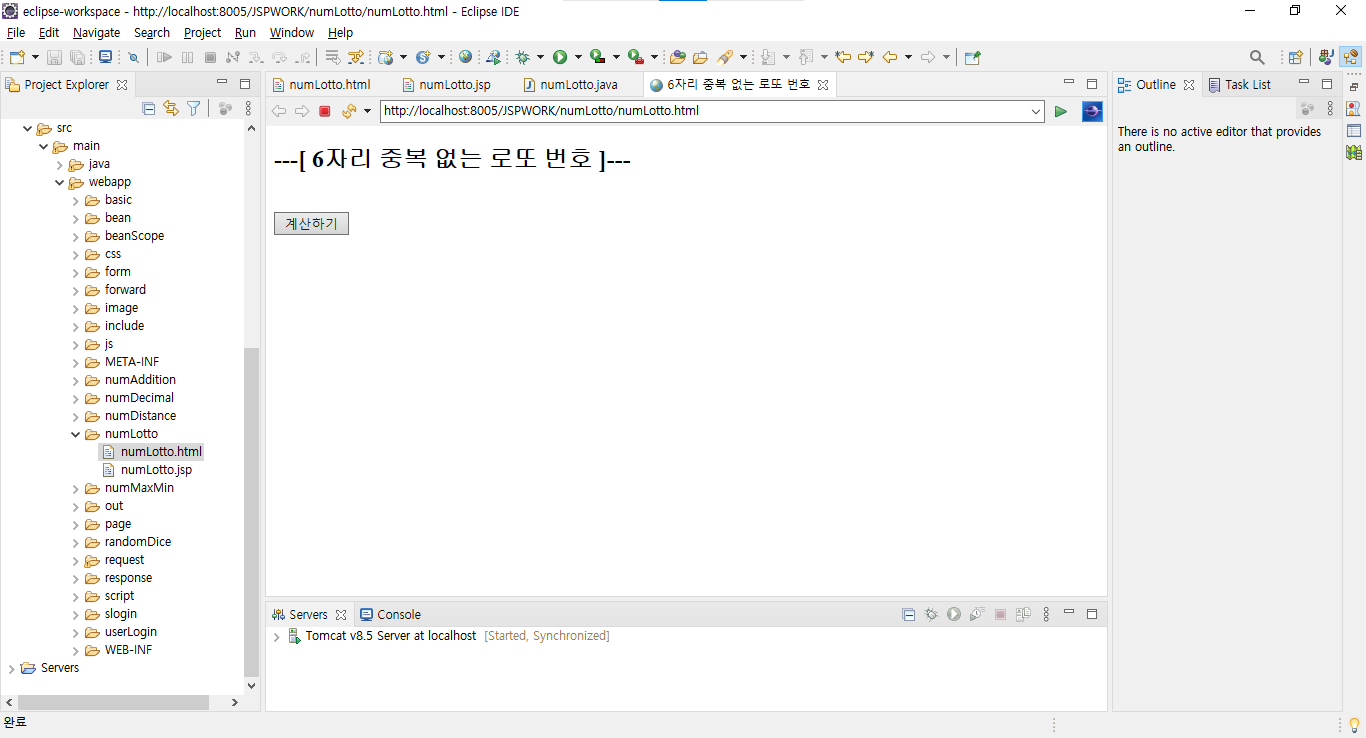 eclipse-workspace - http://localhost:8005/JSPWORK/numLotto/numLotto.html - Eclipse IDE
File Edit Navigate Search Project Run Window Help
Project Explorer
src
main
java
webapp
basic
bean
beanScope
css
form
forward
image
include
js
META-INF
numAddition
numDecimal
numDistance
numLotto
numLotto.html
numLotto.jsp
numMaxMin
out
page
randomDice
request
response
script
slogin
userLogin
WEB-INF
Servers
numLotto.html numLotto.jsp numLotto.java 6자리 중복 없는 로또 번호
http://localhost:8005/JSPWORK/numLotto/numLotto.html
---[ 6자리 중복 없는 로또 번호 ]---
계산하기
Servers Console
Tomcat v8.5 Server at localhost [Started, Synchronized]
Outline Task List
There is no active editor that provides
an outline.
완료